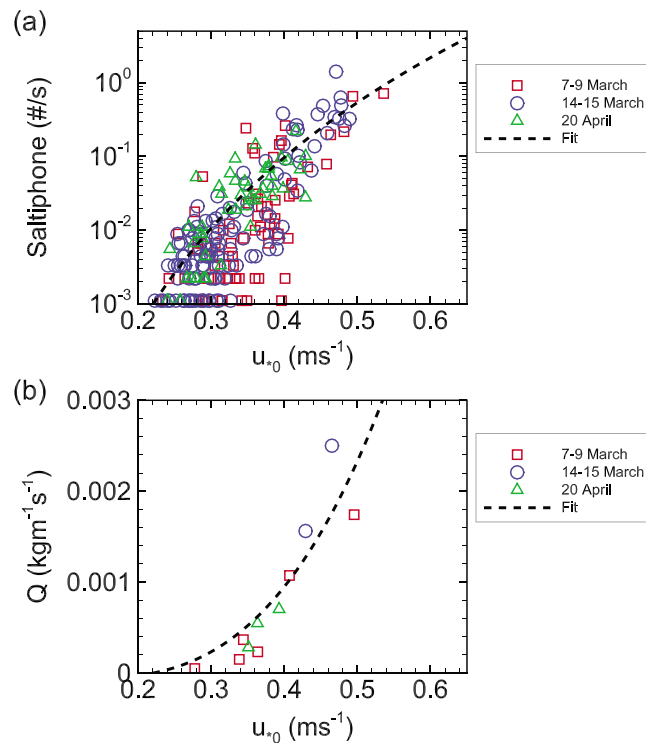 (a)
Saltiphone (#/s)
10⁰
10⁻¹
10⁻²
10⁻³
0.2 0.3 0.4 0.5 0.6
u*0 (ms⁻¹)
7-9 March
14-15 March
20 April
Fit
(b)
Q (kgm⁻¹s⁻¹)
0.003
0.002
0.001
0
0.2 0.3 0.4 0.5 0.6
u*0 (ms⁻¹)
7-9 March
14-15 March
20 April
Fit